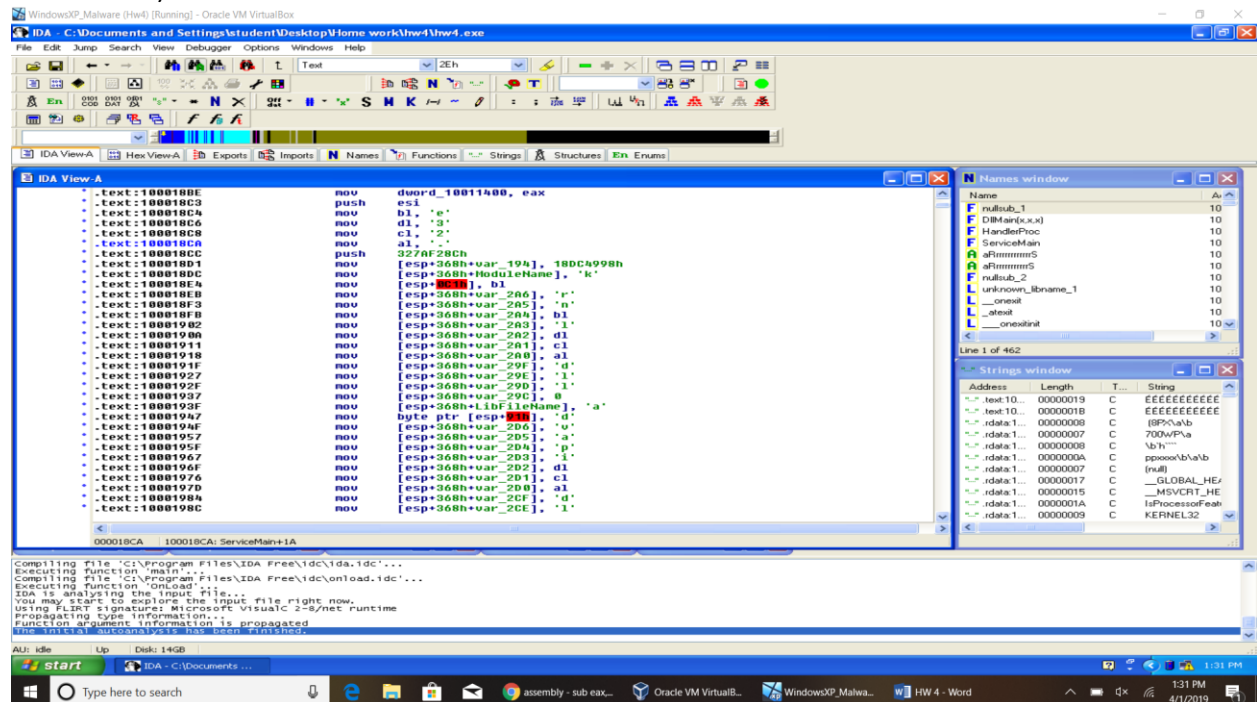 WindowsXP_Malware (Hw4) [Running] - Oracle VM VirtualBox
IDA - C:\Documents and Settings\student\Desktop\Home work\hw4\hw4.exe
File Edit Jump Search View Debugger Options Windows Help
Text 2Eh
En N T
N X S M K
IDA View-A Hex View-A Exports Imports N Names Functions Strings Structures En Enums
IDA View-A
.text:100018BE mov dword_10011400, eax
.text:100018C3 push esi
.text:100018C4 mov bl, 'e'
.text:100018C6 mov dl, '3'
.text:100018C8 mov cl, '2'
.text:100018CA mov al, '.'
.text:100018CC push 327AF28Ch
.text:100018D1 mov [esp+368h+var_194], 18DC4998h
.text:100018DC mov [esp+368h+ModuleName], 'k'
.text:100018E4 mov [esp+0C1h], bl
.text:100018EB mov [esp+368h+var_2A6], 'r'
.text:100018F3 mov [esp+368h+var_2A5], 'n'
.text:100018FB mov [esp+368h+var_2A4], bl
.text:10001902 mov [esp+368h+var_2A3], 'l'
.text:1000190A mov [esp+368h+var_2A2], dl
.text:10001911 mov [esp+368h+var_2A1], cl
.text:10001918 mov [esp+368h+var_2A0], al
.text:1000191F mov [esp+368h+var_29F], 'd'
.text:10001927 mov [esp+368h+var_29E], 'l'
.text:1000192F mov [esp+368h+var_29D], 'l'
.text:10001937 mov [esp+368h+var_29C], 0
.text:1000193F mov [esp+368h+LibFileName], 'a'
.text:10001947 mov byte ptr [esp+91h], 'd'
.text:1000194F mov [esp+368h+var_2D6], 'v'
.text:10001957 mov [esp+368h+var_2D5], 'a'
.text:1000195F mov [esp+368h+var_2D4], 'p'
.text:10001967 mov [esp+368h+var_2D3], 'i'
.text:1000196F mov [esp+368h+var_2D2], dl
.text:10001976 mov [esp+368h+var_2D1], cl
.text:1000197D mov [esp+368h+var_2D0], al
.text:10001984 mov [esp+368h+var_2CF], 'd'
.text:1000198C mov [esp+368h+var_2CE], 'l'
000018CA 100018CA: ServiceMain+1A
N Names window
Name
F nullsub_1 10
F DllMain(x,x,x) 10
F HandlerProc 10
F ServiceMain 10
A 10
A 10
F nullsub_2 10
L unknown_libname_1 10
L __onexit 10
L _atexit 10
L ___onexitinit 10
Line 1 of 462
Strings window
Address Length T... String
.text:10... 00000019 C ÉÉÉÉÉÉÉÉÉÉÉ
.text:10... 0000001B C ÉÉÉÉÉÉÉÉÉÉÉ
.rdata:1... 00000008 C (8PX\a\b
.rdata:1... 00000007 C 700WP\a
.rdata:1... 00000008 C \b`h````
.rdata:1... 0000000A C ppxxxx\b\a\b
.rdata:1... 00000007 C (null)
.rdata:1... 00000017 C __GLOBAL_HEA
.rdata:1... 00000015 C __MSVCRT_HE
.rdata:1... 0000001A C IsProcessorFeat
.rdata:1... 00000009 C KERNEL32
Compiling file 'C:\Program Files\IDA Free\idc\ida.idc'...
Executing function 'main'...
Compiling file 'C:\Program Files\IDA Free\idc\onload.idc'...
Executing function 'OnLoad'...
IDA is analysing the input file...
You may start to explore the input file right now.
Using FLIRT signature: Microsoft VisualC 2-8/net runtime
Propagating type information...
Function argument information is propagated
The initial autoanalysis has been finished.
AU: idle Up Disk: 14GB
start IDA - C:\Documents ... 1:31 PM
Type here to search assembly - sub eax,... Oracle VM VirtualB... WindowsXP_Malwa... HW 4 - Word 1:31 PM
4/1/2019